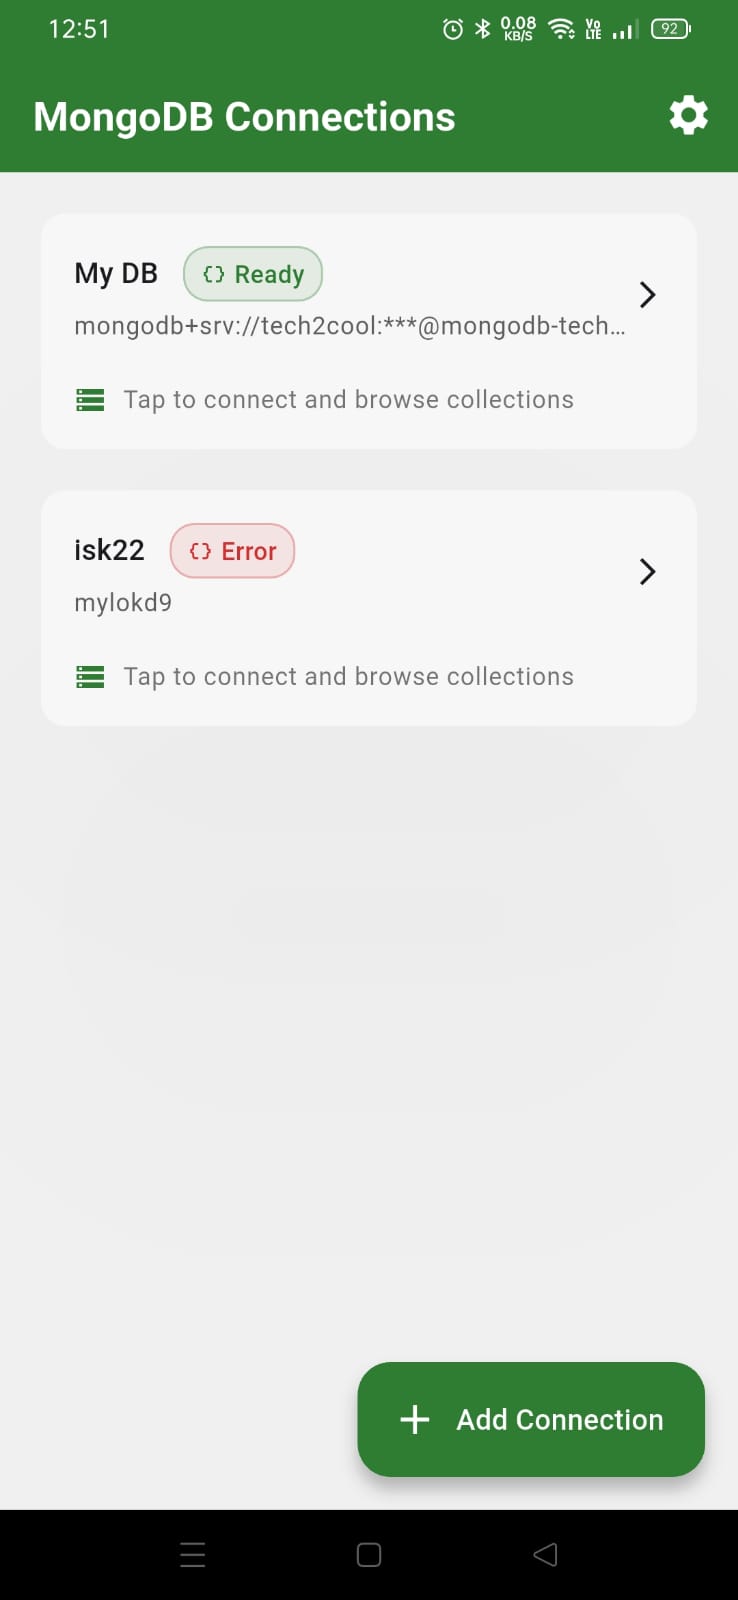 12:51
0.08 KB/S
Vo LTE
92
MongoDB Connections
My DB
{} Ready
mongodb+srv://tech2cool:***@mongodb-tech...
Tap to connect and browse collections
isk22
{} Error
mylokd9
Tap to connect and browse collections
+ Add Connection